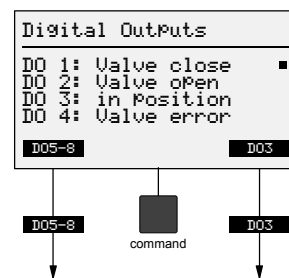 Digital Outputs
DO 1: Valve close
DO 2: Valve open
DO 3: in position
DO 4: Valve error
DO5-8 DO3
DO5-8 DO3
command